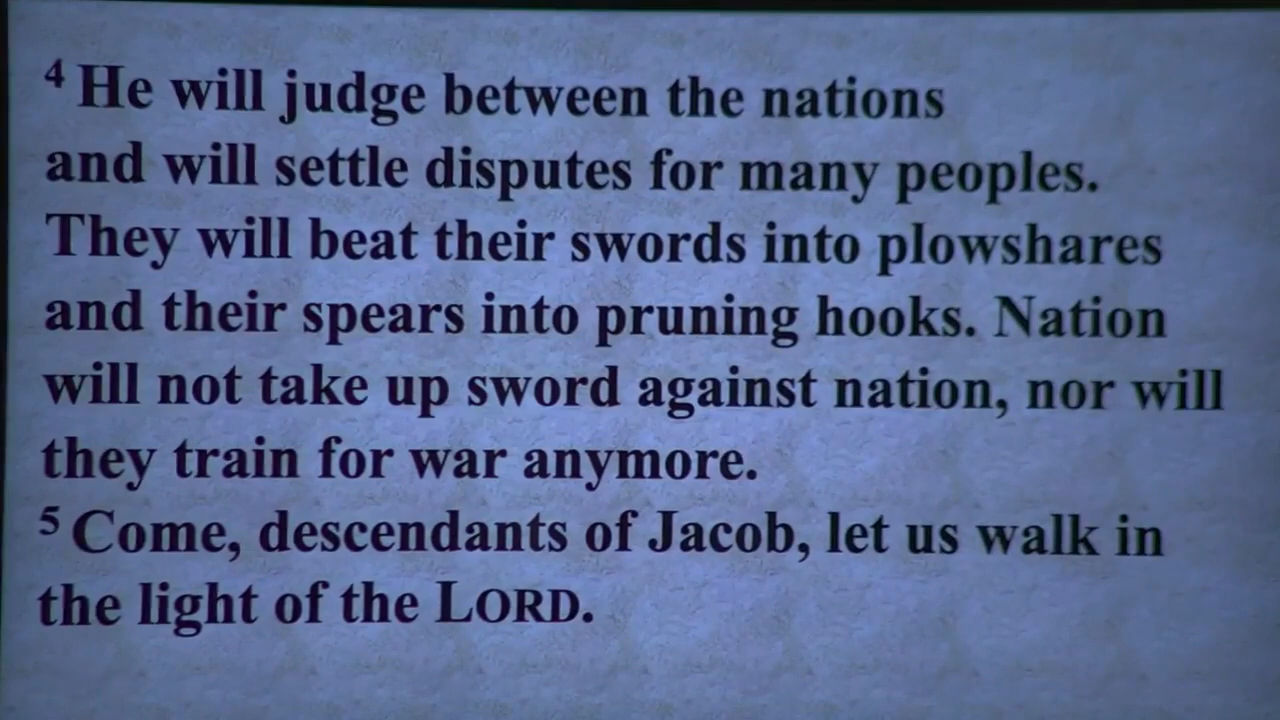 4 He will judge between the nations
and will settle disputes for many peoples.
They will beat their swords into plowshares
and their spears into pruning hooks. Nation
will not take up sword against nation, nor will
they train for war anymore.
5 Come, descendants of Jacob, let us walk in
the light of the LORD.